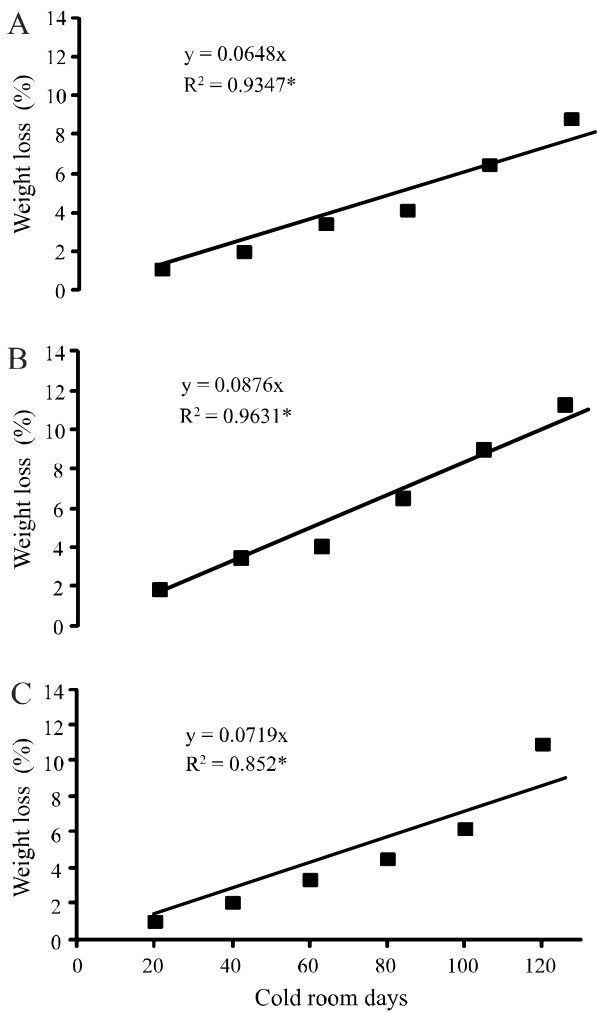 A
14
12
10
8
6
4
2
0
Weight loss (%)
y = 0.0648x
R² = 0.9347*
B
14
12
10
8
6
4
2
0
Weight loss (%)
y = 0.0876x
R² = 0.9631*
C
14
12
10
8
6
4
2
0
Weight loss (%)
y = 0.0719x
R² = 0.852*
0 20 40 60 80 100 120
Cold room days